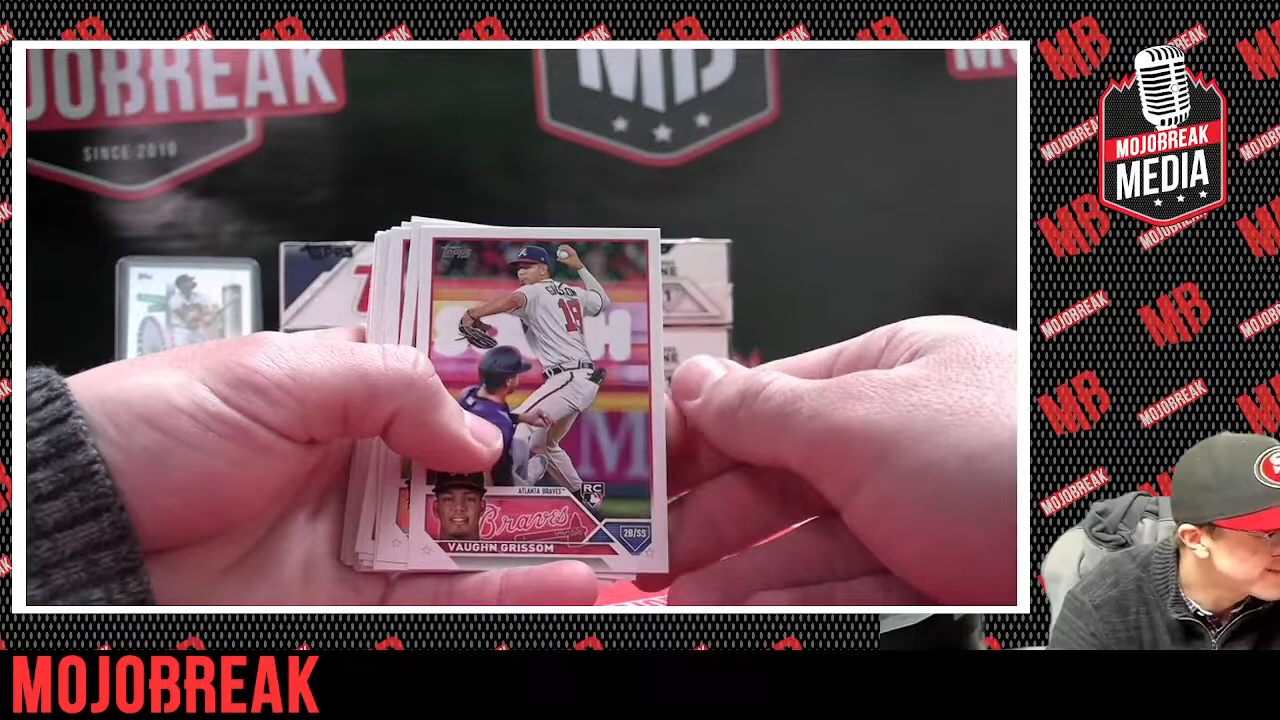 MOJOBREAK
SINCE 2010
MB
MOJOBREAK
MEDIA
TOPPS
GRISSOM
18
ATLANTA BRAVES
RC
Braves
2B/SS
VAUGHN GRISSOM
MB
MOJOBREAK
MOJOBREAK